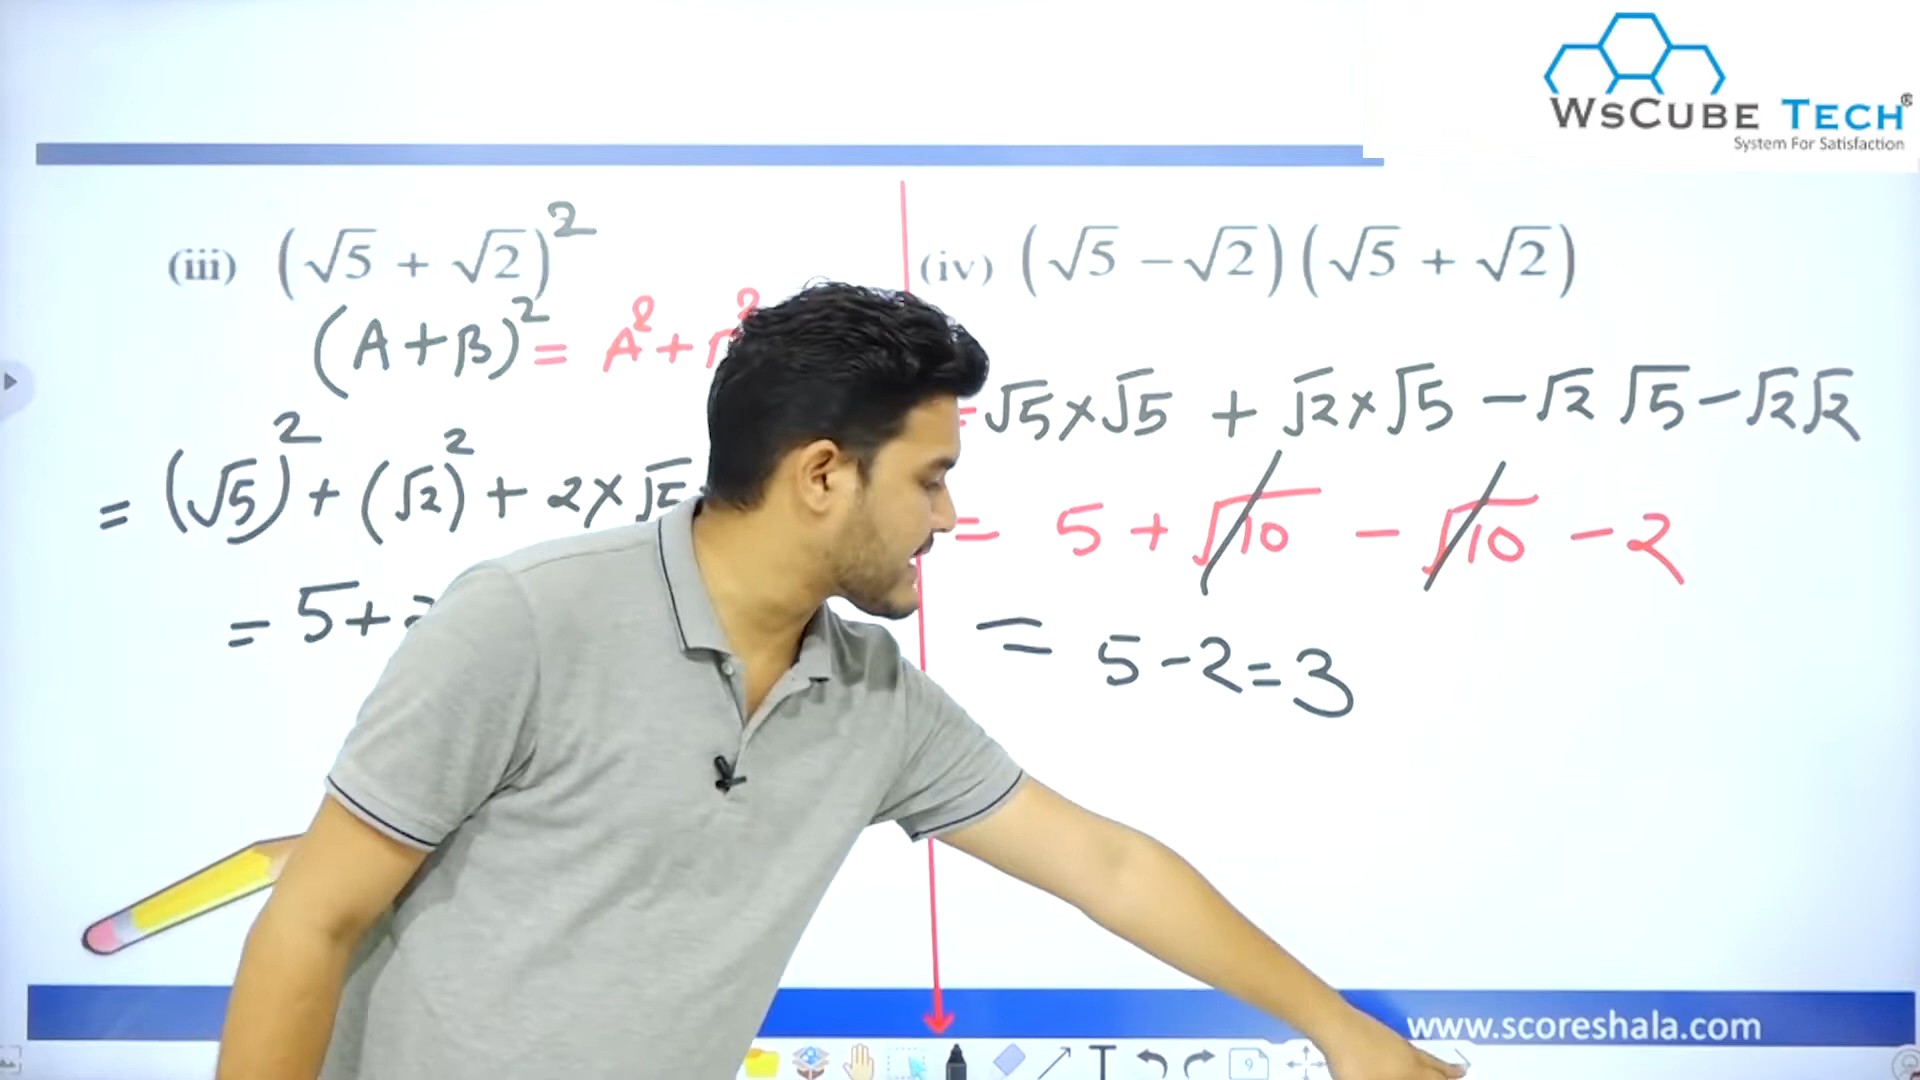 WsCUBE TECH®
System For Satisfaction
(iii) (√5 + √2)²
(A+B)² = A² +
= (√5)² + (√2)² + 2×√5
= 5+
(iv) (√5 − √2)(√5 + √2)
= √5×√5 + √2×√5 − √2 √5 − √2√2
= 5 + √10 − √10 − 2
= 5-2=3
www.scoreshala.com
T
9